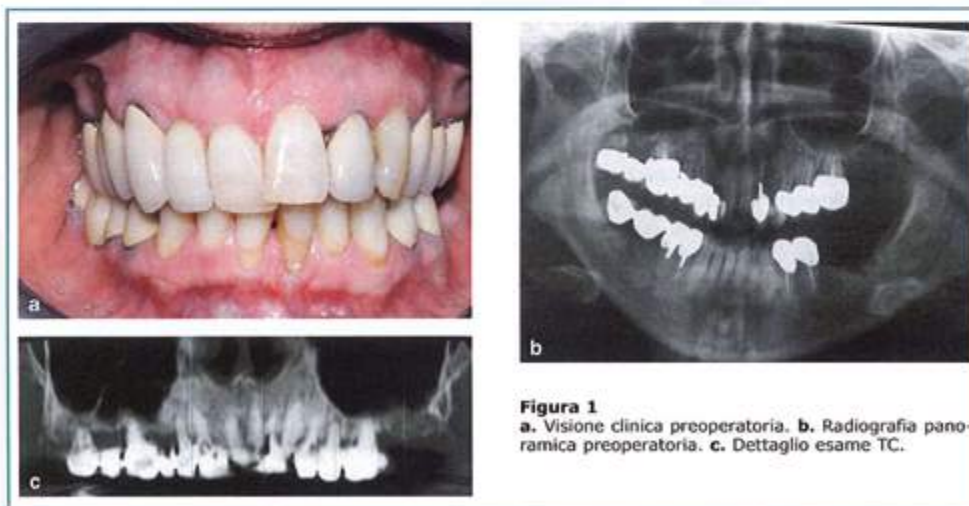 a
b
c
Figura 1
a. Visione clinica preoperatoria. b. Radiografia pano-
ramica preoperatoria. c. Dettaglio esame TC.